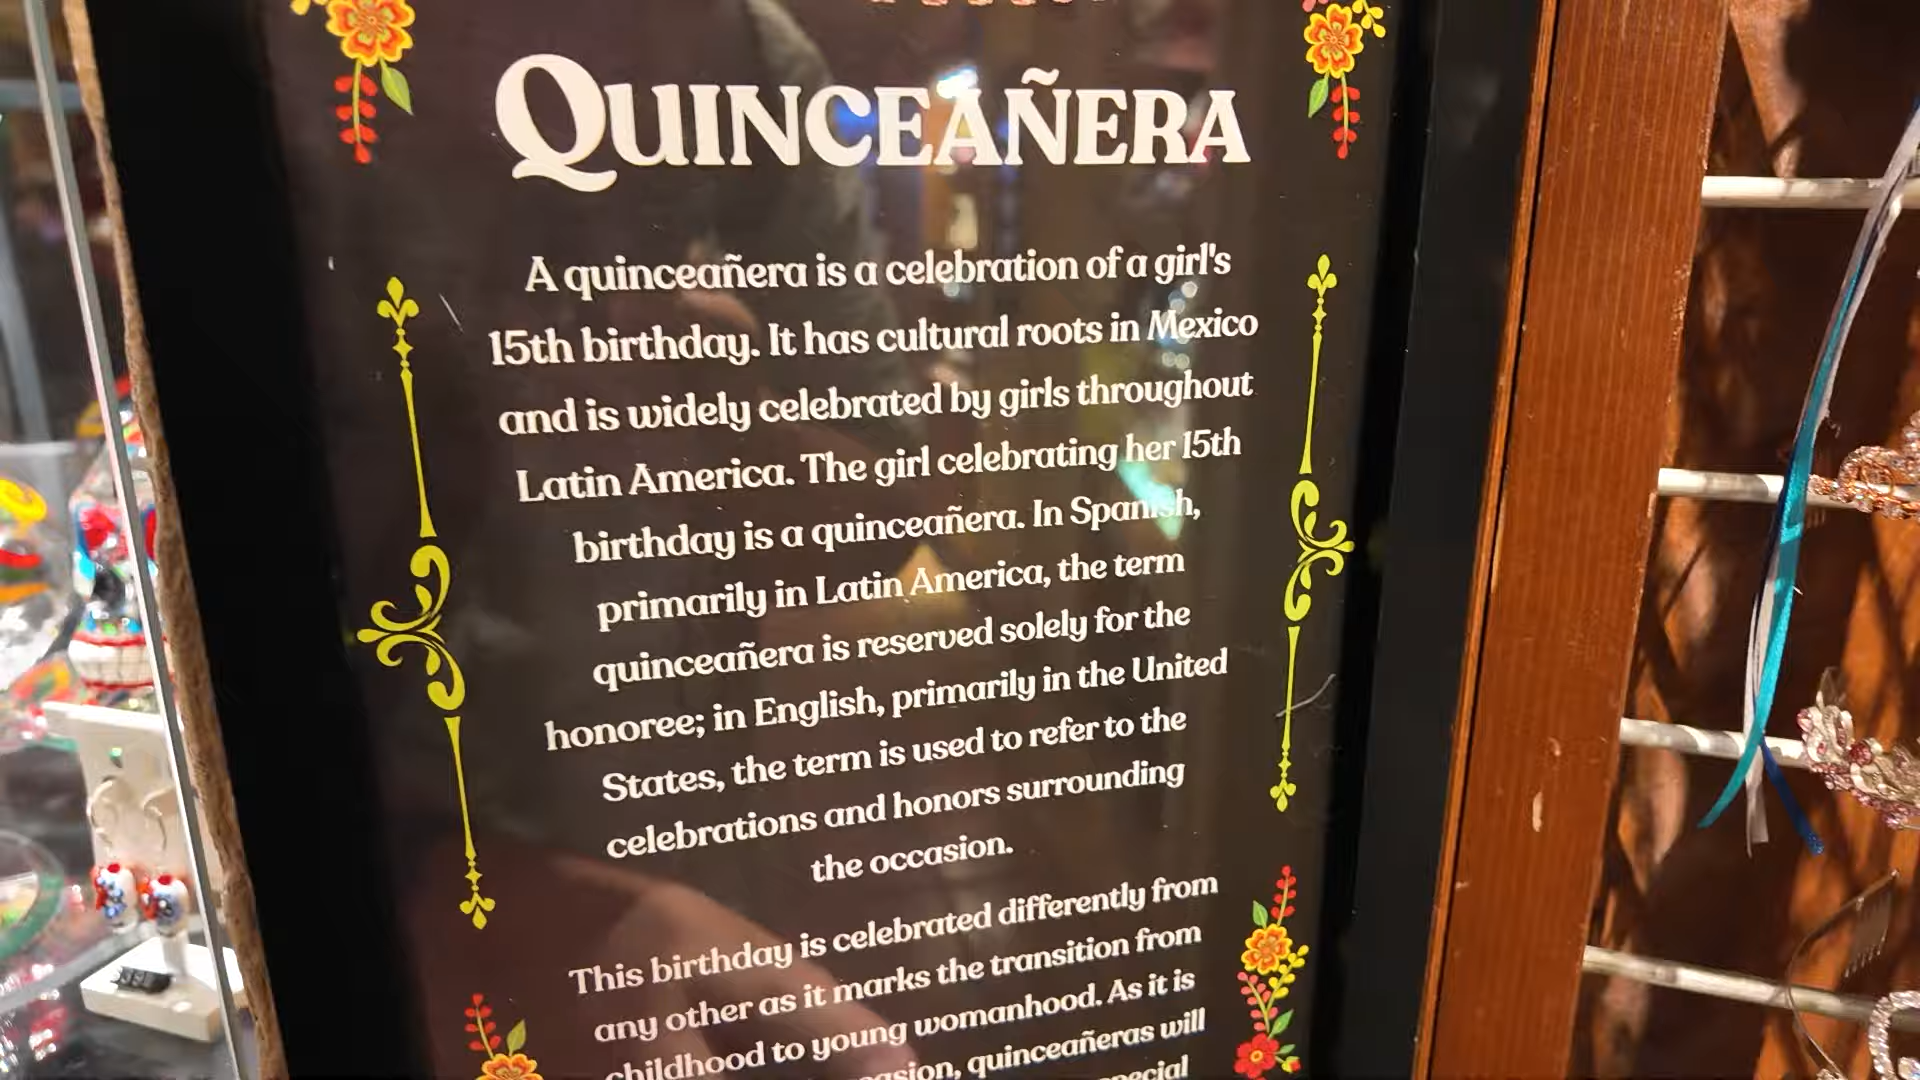 QUINCEAÑERA
A quinceañera is a celebration of a girl's
15th birthday. It has cultural roots in Mexico
and is widely celebrated by girls throughout
Latin America. The girl celebrating her 15th
birthday is a quinceañera. In Spanish,
primarily in Latin America, the term
quinceañera is reserved solely for the
honoree; in English, primarily in the United
States, the term is used to refer to the
celebrations and honors surrounding
the occasion.
This birthday is celebrated differently from
any other as it marks the transition from
childhood to young womanhood. As it is
quinceañeras will